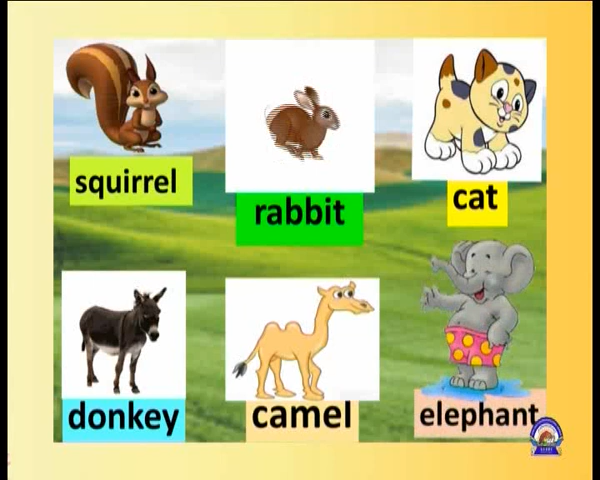 squirrel
rabbit
cat
donkey
camel
elephant